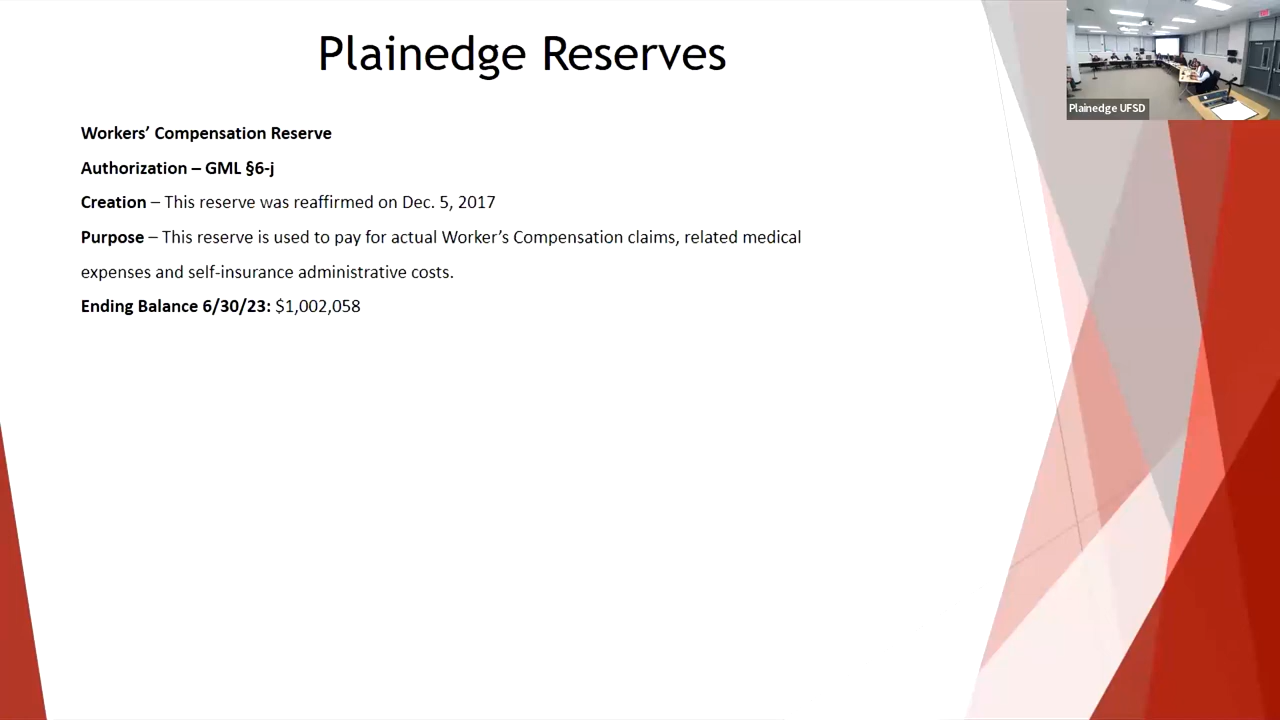 Plainedge Reserves
Plainedge UFSD
Workers’ Compensation Reserve
Authorization – GML §6-j
Creation – This reserve was reaffirmed on Dec. 5, 2017
Purpose – This reserve is used to pay for actual Worker’s Compensation claims, related medical
expenses and self-insurance administrative costs.
Ending Balance 6/30/23: $1,002,058